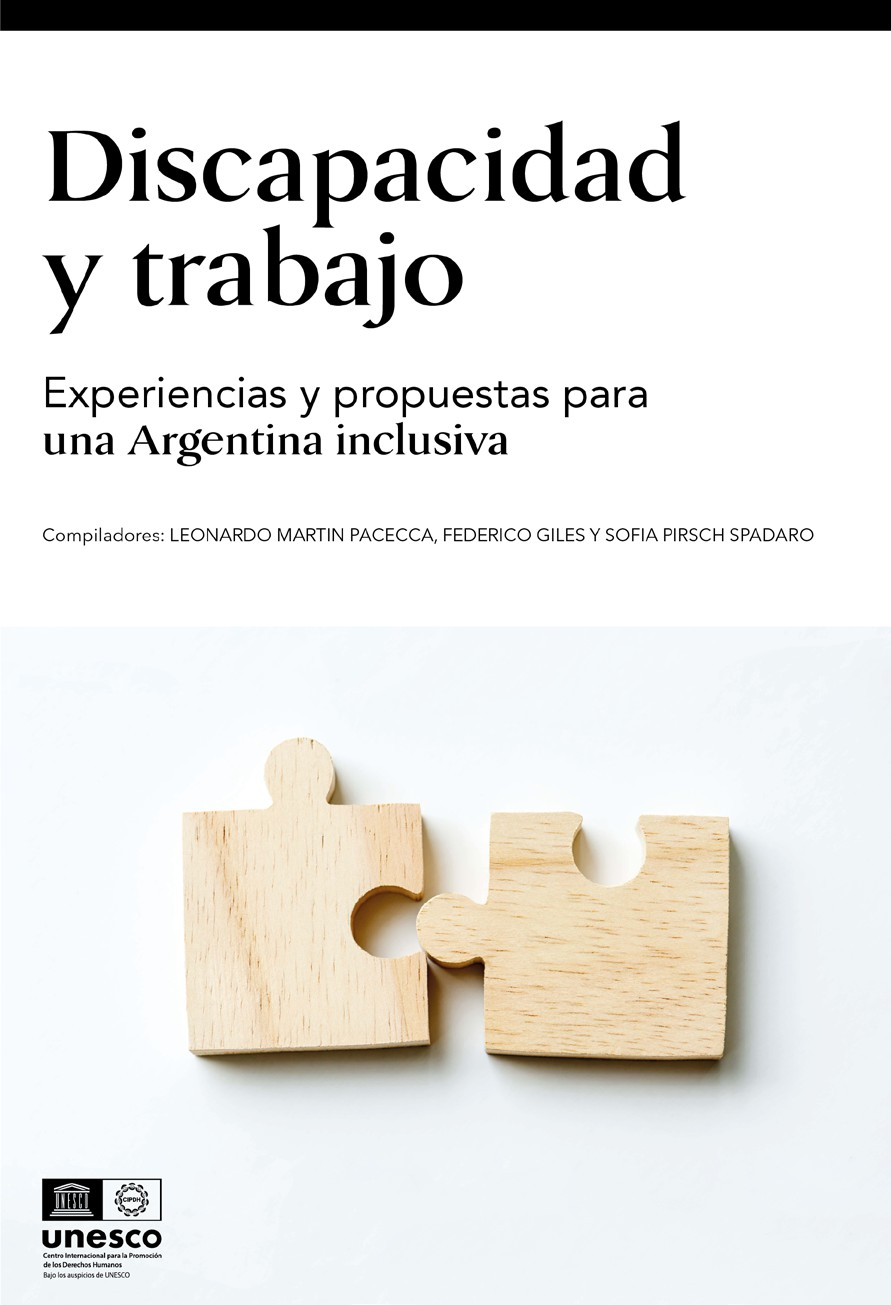 Discapacidad
y trabajo
Experiencias y propuestas para
una Argentina inclusiva
Compiladores: LEONARDO MARTIN PACECCA, FEDERICO GILES Y SOFIA PIRSCH SPADARO
UNESCO
CIPDH
unesco
Centro Internacional para la Promoción
de los Derechos Humanos
Bajo los auspicios de UNESCO